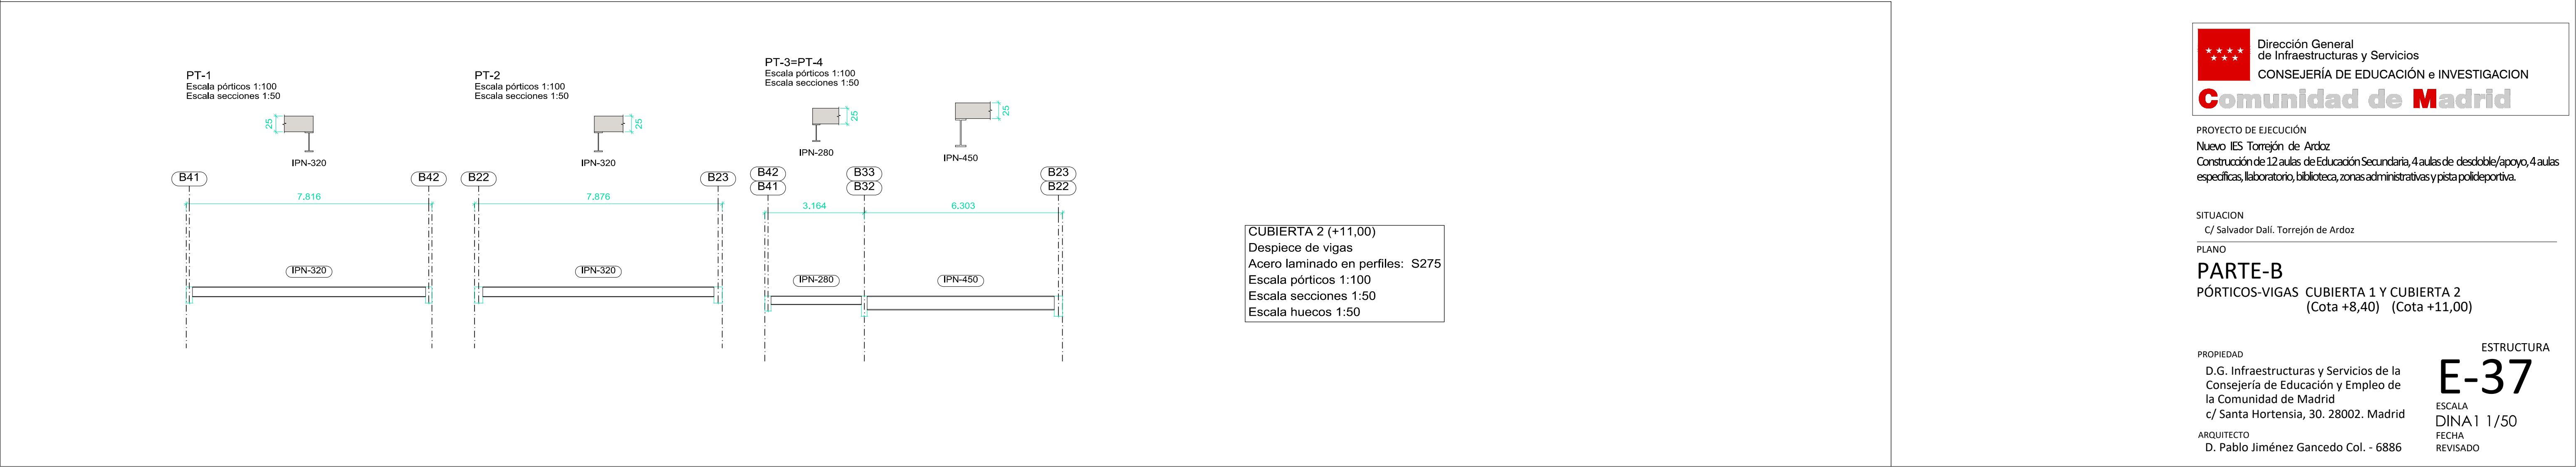 PT-1
Escala pórticos 1:100
Escala secciones 1:50
25
IPN-320
B41
B42
7.816
IPN-320
PT-2
Escala pórticos 1:100
Escala secciones 1:50
25
IPN-320
B22
B23
7.876
IPN-320
PT-3=PT-4
Escala pórticos 1:100
Escala secciones 1:50
25
25
IPN-280
IPN-450
B42
B33
B23
B41
B32
B22
3.164
6.303
IPN-280
IPN-450
CUBIERTA 2 (+11,00)
Despiece de vigas
Acero laminado en perfiles: S275
Escala pórticos 1:100
Escala secciones 1:50
Escala huecos 1:50
Dirección General
de Infraestructuras y Servicios
CONSEJERÍA DE EDUCACIÓN e INVESTIGACION
Comunidad de Madrid
PROYECTO DE EJECUCIÓN
Nuevo IES Torrejón de Ardoz
Construcción de 12 aulas de Educación Secundaria, 4 aulas de desdoble/apoyo, 4 aulas
específicas, llaboratorio, biblioteca, zonas administrativas y pista polideportiva.
SITUACION
C/ Salvador Dalí. Torrejón de Ardoz
PLANO
PARTE-B
PÓRTICOS-VIGAS CUBIERTA 1 Y CUBIERTA 2
(Cota +8,40) (Cota +11,00)
PROPIEDAD
D.G. Infraestructuras y Servicios de la
Consejería de Educación y Empleo de
la Comunidad de Madrid
c/ Santa Hortensia, 30. 28002. Madrid
ARQUITECTO
D. Pablo Jiménez Gancedo Col. - 6886
ESTRUCTURA
E-37
ESCALA
DINA1 1/50
FECHA
REVISADO